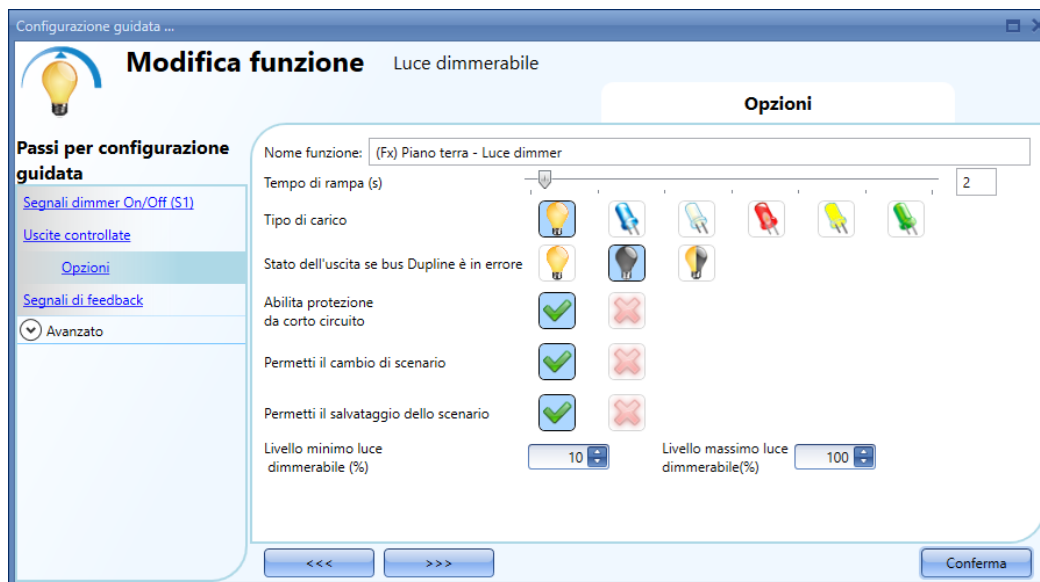 Configurazione guidata ...
Modifica funzione
Luce dimmerabile
Opzioni
Passi per configurazione
guidata
Segnali dimmer On/Off (S1)
Uscite controllate
Opzioni
Segnali di feedback
Avanzato
Nome funzione: (Fx) Piano terra - Luce dimmer
Tempo di rampa (s) 2
Tipo di carico
Stato dell'uscita se bus Dupline è in errore
Abilita protezione
da corto circuito
Permetti il cambio di scenario
Permetti il salvataggio dello scenario
Livello minimo luce
dimmerabile (%) 10
Livello massimo luce
dimmerabile(%) 100
<<<
>>>
Conferma